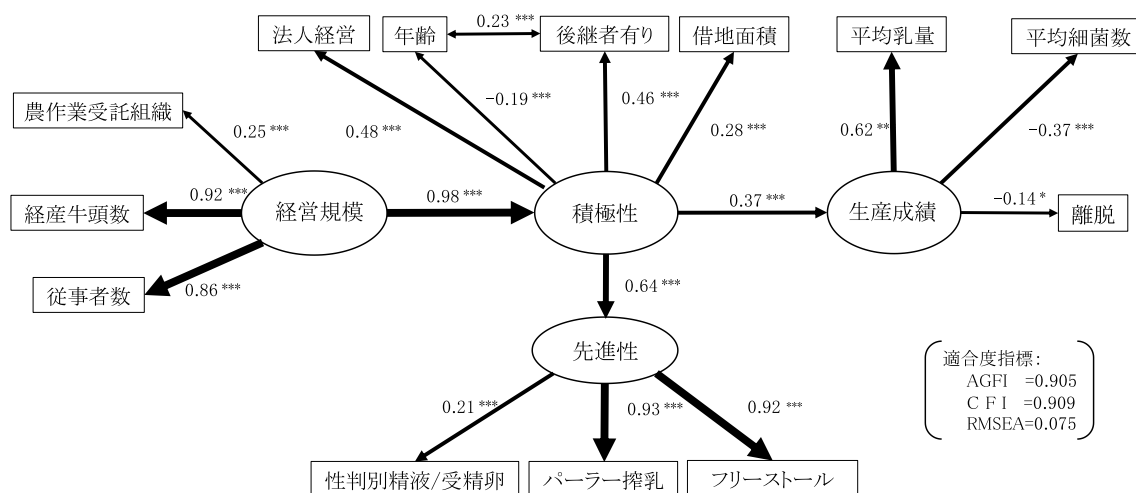 法人経営
年齢
0.23 ***
後継者有り
借地面積
平均乳量
平均細菌数
農作業受託組織
0.25 ***
0.48 ***
-0.19 ***
0.46 ***
0.28 ***
0.62 **
-0.37 ***
経産牛頭数
0.92 ***
経営規模
0.98 ***
積極性
0.37 ***
生産成績
-0.14 *
離脱
従事者数
0.86 ***
0.64 ***
先進性
0.21 ***
0.93 ***
0.92 ***
性判別精液/受精卵
パーラー搾乳
フリーストール
適合度指標:
AGFI =0.905
C F I =0.909
RMSEA=0.075